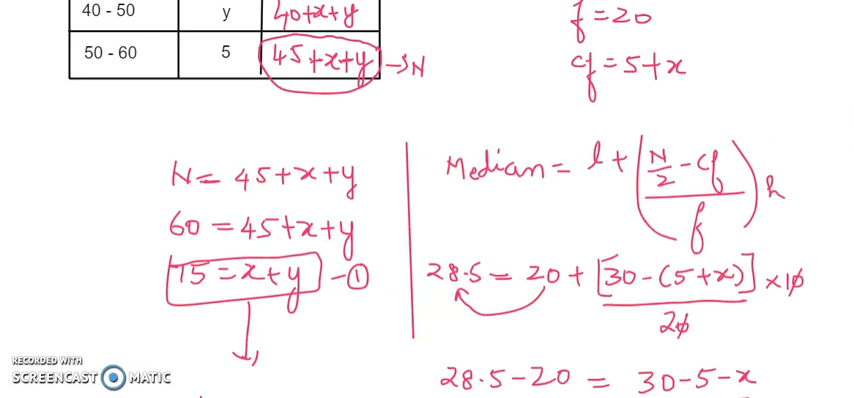 40 - 50 y 40+x+y
50 - 60 5 45+x+y → N
f = 20
cf = 5+x
N = 45+x+y
60 = 45+x+y
15 = x+y - ①
Median = l + (N/2 - cf / f) h
28.5 = 20 + [30-(5+x)] / 20 × 10
28.5-20 = 30-5-x
RECORDED WITH
SCREENCAST MATIC